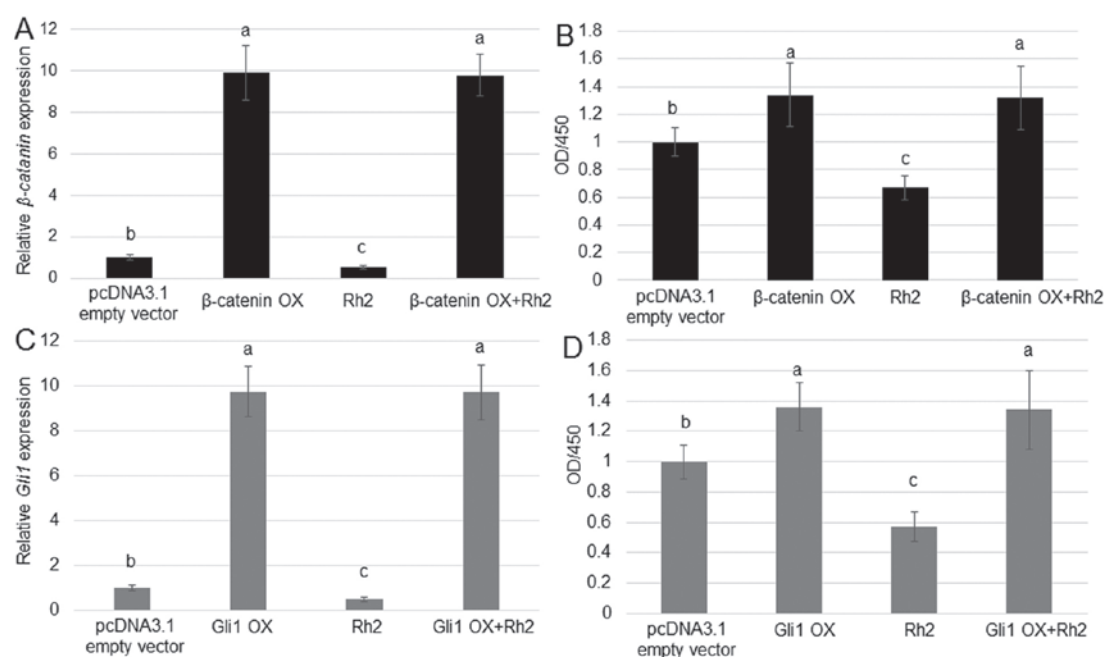 A
Relative β-catanin expression
12
10
8
6
4
2
0
b
a
c
a
pcDNA3.1
empty vector
β-catenin OX
Rh2
β-catenin OX+Rh2
B
OD/450
1.8
1.6
1.4
1.2
1
0.8
0.6
0.4
0.2
0
b
a
c
a
pcDNA3.1
empty vector
β-catenin OX
Rh2
β-catenin OX+Rh2
C
Relative Gli1 expression
12
10
8
6
4
2
0
b
a
c
a
pcDNA3.1
empty vector
Gli1 OX
Rh2
Gli1 OX+Rh2
D
OD/450
1.8
1.6
1.4
1.2
1
0.8
0.6
0.4
0.2
0
b
a
c
a
pcDNA3.1
empty vector
Gli1 OX
Rh2
Gli1 OX+Rh2